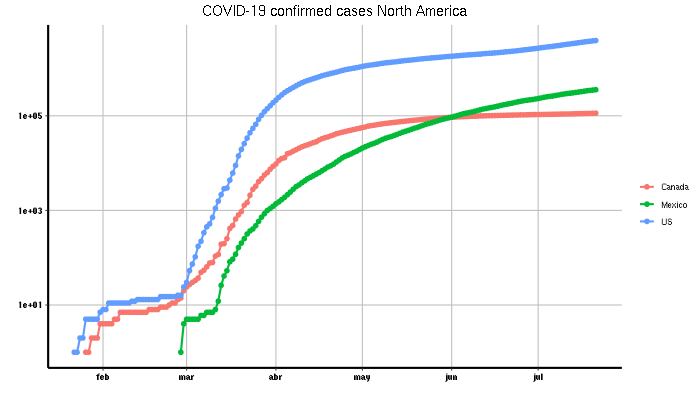 COVID-19 confirmed cases North America
1e+05
1e+03
1e+01
feb mar abr may jun jul
Canada
Mexico
US